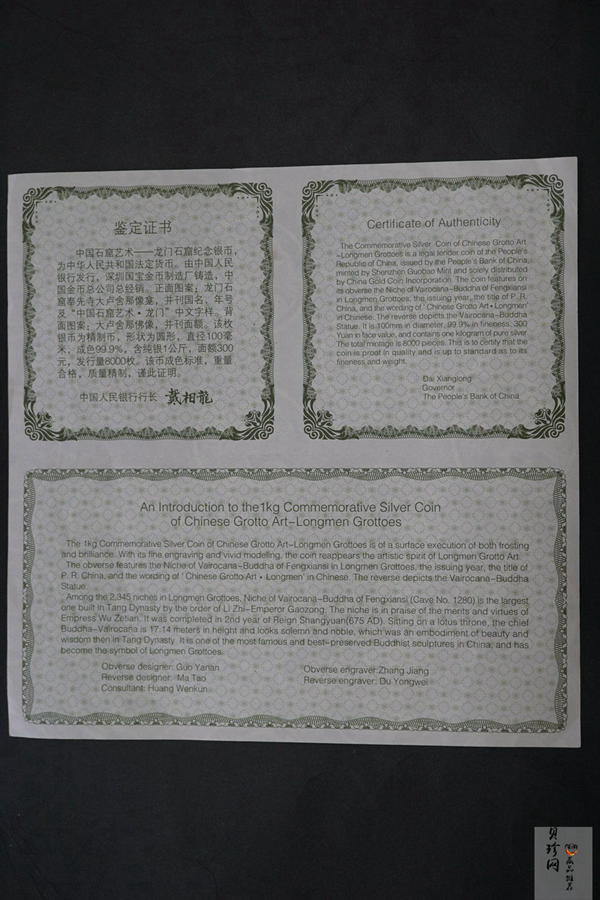 鉴定证书
中国石窟艺术——龙门石窟纪念银币，
为中华人民共和国法定货币。由中国人民
银行发行，深圳国宝金币制造厂铸造，中
国金币总公司总经销。正面图案：龙门石
窟奉先寺大卢舍那像龛，并刊国名、年号
及“中国石窟艺术·龙门”中文字样。背
面图案：大卢舍那佛像，并刊面额。该枚
银币为精制币，形状为圆形，直径100毫
米，成色99.9%，含纯银1公斤，面额300
元，发行量8000枚。该币成色标准，重量
合格，质量精制，谨此证明。
中国人民银行行长 戴相龍
Certificate of Authenticity
The Commemorative Silver Coin of Chinese Grotto Art
-Longmen Grottoes is a legal tender coin of the People's
Republic of China, issued by the People's Bank of China,
minted by Shenzhen Guobao Mint and solely distributed
by China Gold Coin Incorporation. The coin features on
its obverse the Niche of Vairocana-Buddha of Fengxiansi
in Longmen Grottoes, the issuing year, the title of P. R.
China, and the wording of ' Chinese Grotto Art • Longmen'
in Chinese. The reverse depicts the Vairocana-Buddha
Statue. It is 100mm in diameter, 99.9% in fineness, 300
Yuan in face value, and contains one kilogram of pure silver.
The total mintage is 8000 pieces. This is to certify that the
coin is proof in quality and is up to standard as to its
fineness and weight.
Dai Xianglong
Governor
The People's Bank of China
An Introduction to the 1kg Commemorative Silver Coin
of Chinese Grotto Art-Longmen Grottoes
The 1kg Commemorative Silver Coin of Chinese Grotto Art-Longmen Grottoes is of a surface execution of both frosting
and brilliance. With its fine engraving and vivid modelling, the coin reappears the artistic spirit of Longmen Grotto Art.
The obverse features the Niche of Vairocana-Buddha of Fengxiansi in Longmen Grottoes, the issuing year, the title of
P. R. China, and the wording of ' Chinese Grotto Art • Longmen' in Chinese. The reverse depicts the Vairocana-Buddha
Statue.
Among the 2,345 niches in Longmen Grottoes, Niche of Vairocana-Buddha of Fengxiansi (Cave No. 1280) is the largest
one built in Tang Dynasty by the order of LI Zhi-Emperor Gaozong. The niche is in praise of the merits and virtues of
Empress Wu Zetian. It was completed in 2nd year of Reign Shangyuan(675 AD). Sitting on a lotus throne, the chief
Buddha-Vairocana is 17.14 meters in height and looks solemn and noble, which was an embodiment of beauty and
wisdom then in Tang Dynasty. It is one of the most famous and best-preserved Buddhist sculptures in China, and has
become the symbol of Longmen Grottoes.
Obverse designer: Guo Yanan
Reverse designer: Ma Tao
Consultant: Huang Wenkun
Obverse engraver:Zhang Jiang
Reverse engraver: Du Yongwei
贝珍网
藏品推荐